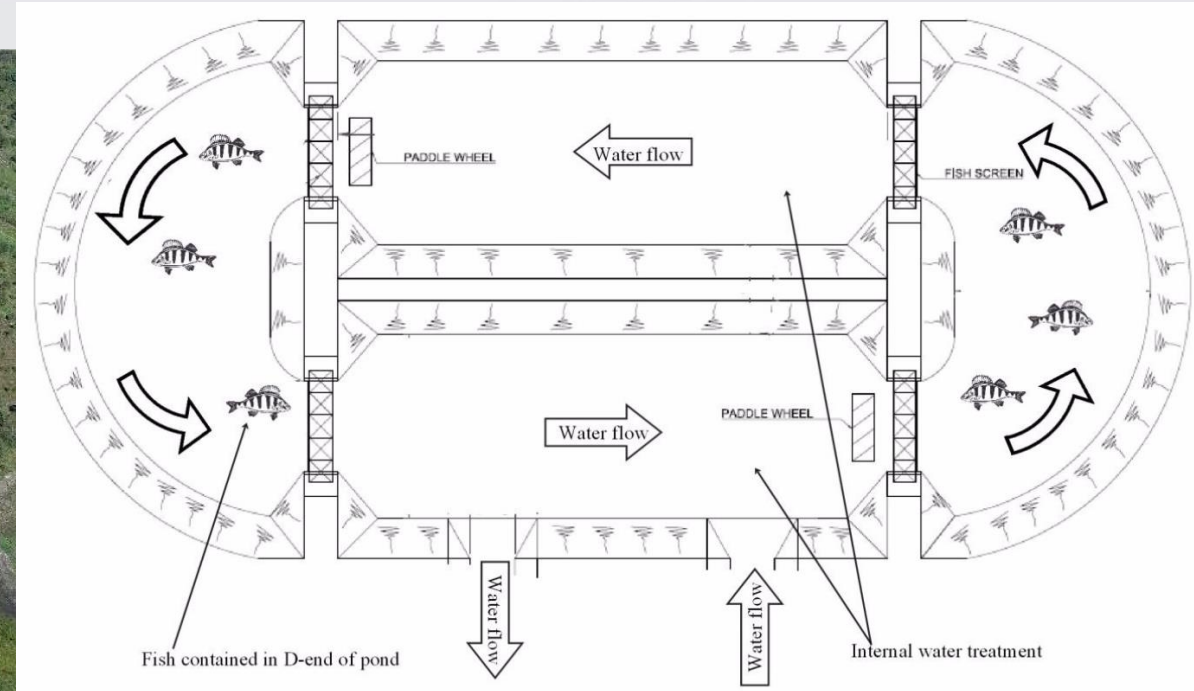 Water flow
PADDLE WHEEL
FISH SCREEN
PADDLE WHEEL
Water flow
Water flow
Water flow
Fish contained in D-end of pond
Internal water treatment